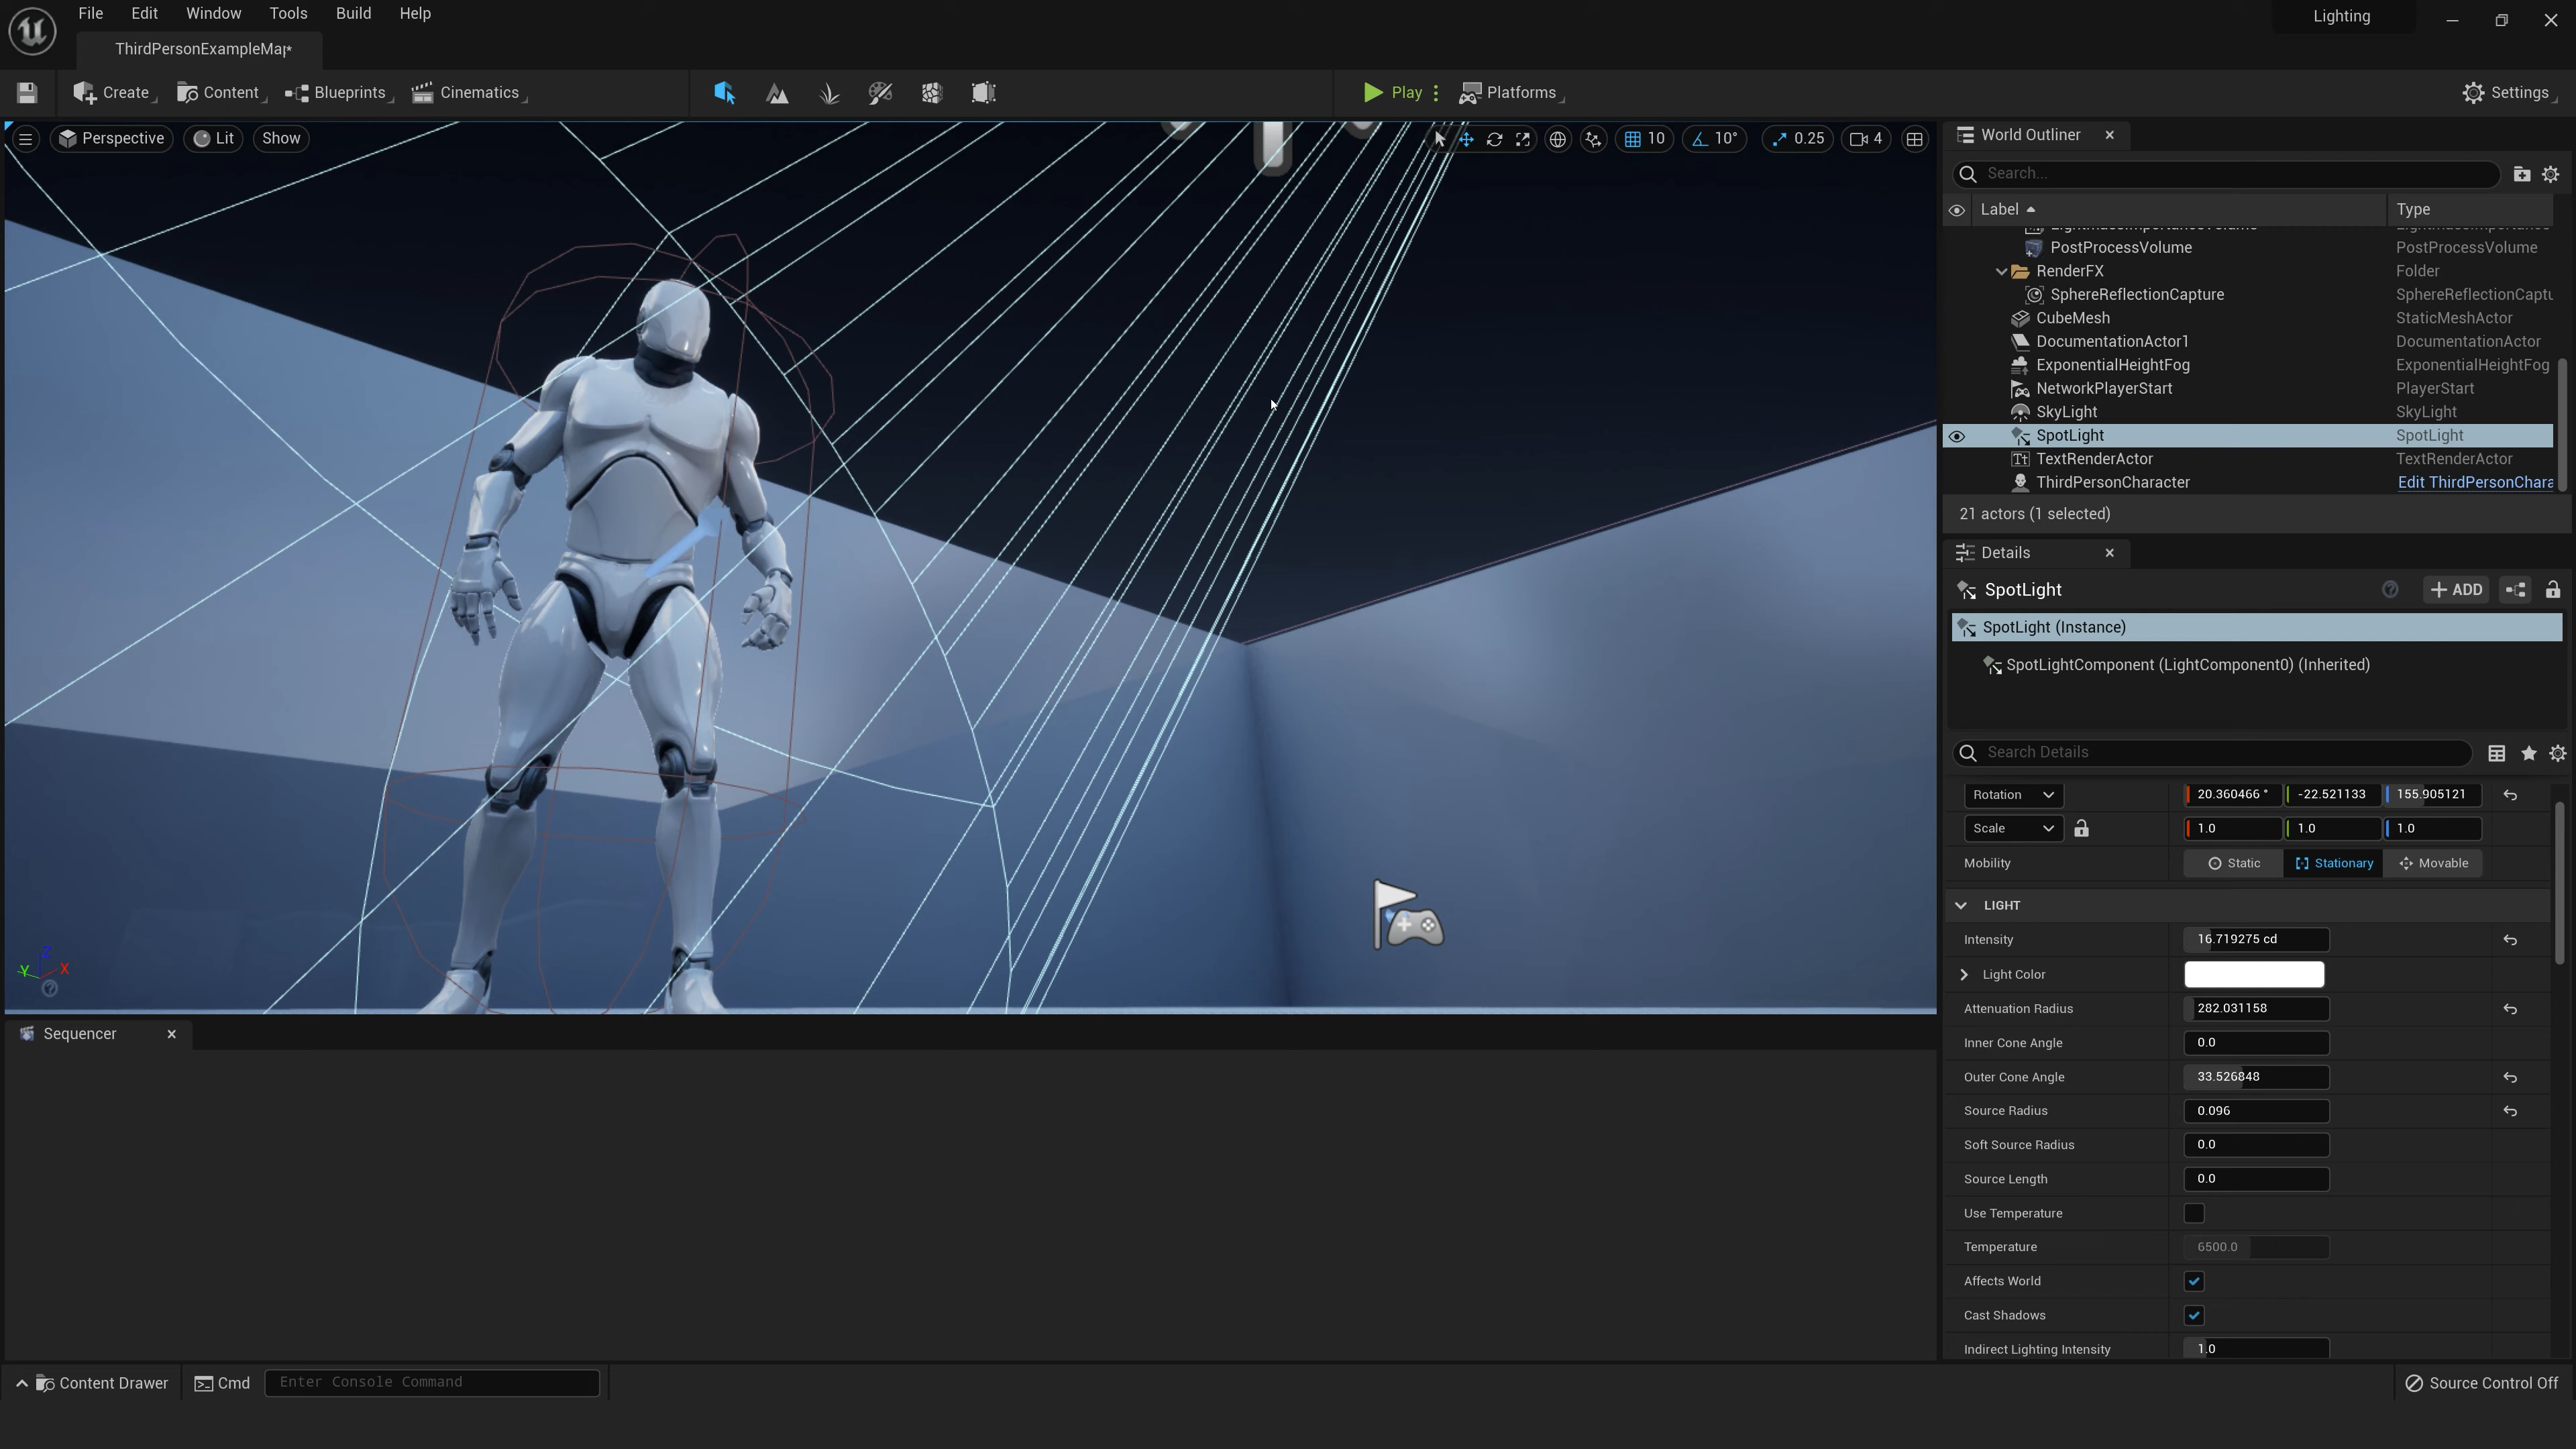 File Edit Window Tools Build Help
Lighting
ThirdPersonExampleMap*
Create Content Blueprints Cinematics Play Platforms Settings
Perspective Lit Show 10 10° 0.25 4
World Outliner
Search...
Label Type
PostProcessVolume PostProcessVolume
RenderFX Folder
SphereReflectionCapture SphereReflectionCaptu
CubeMesh StaticMeshActor
DocumentationActor1 DocumentationActor
ExponentialHeightFog ExponentialHeightFog
NetworkPlayerStart PlayerStart
SkyLight SkyLight
SpotLight SpotLight
TextRenderActor TextRenderActor
ThirdPersonCharacter Edit ThirdPersonChara
21 actors (1 selected)
Details
SpotLight ADD
SpotLight (Instance)
SpotLightComponent (LightComponent0) (Inherited)
Search Details
Rotation 20.360466 ° -22.521133 155.905121
Scale 1.0 1.0 1.0
Mobility Static Stationary Movable
LIGHT
Intensity 16.719275 cd
Light Color
Attenuation Radius 282.031158
Inner Cone Angle 0.0
Outer Cone Angle 33.526848
Source Radius 0.096
Soft Source Radius 0.0
Source Length 0.0
Use Temperature
Temperature 6500.0
Affects World
Cast Shadows
Indirect Lighting Intensity 1.0
Z
Y X
Sequencer
Content Drawer Cmd Enter Console Command Source Control Off